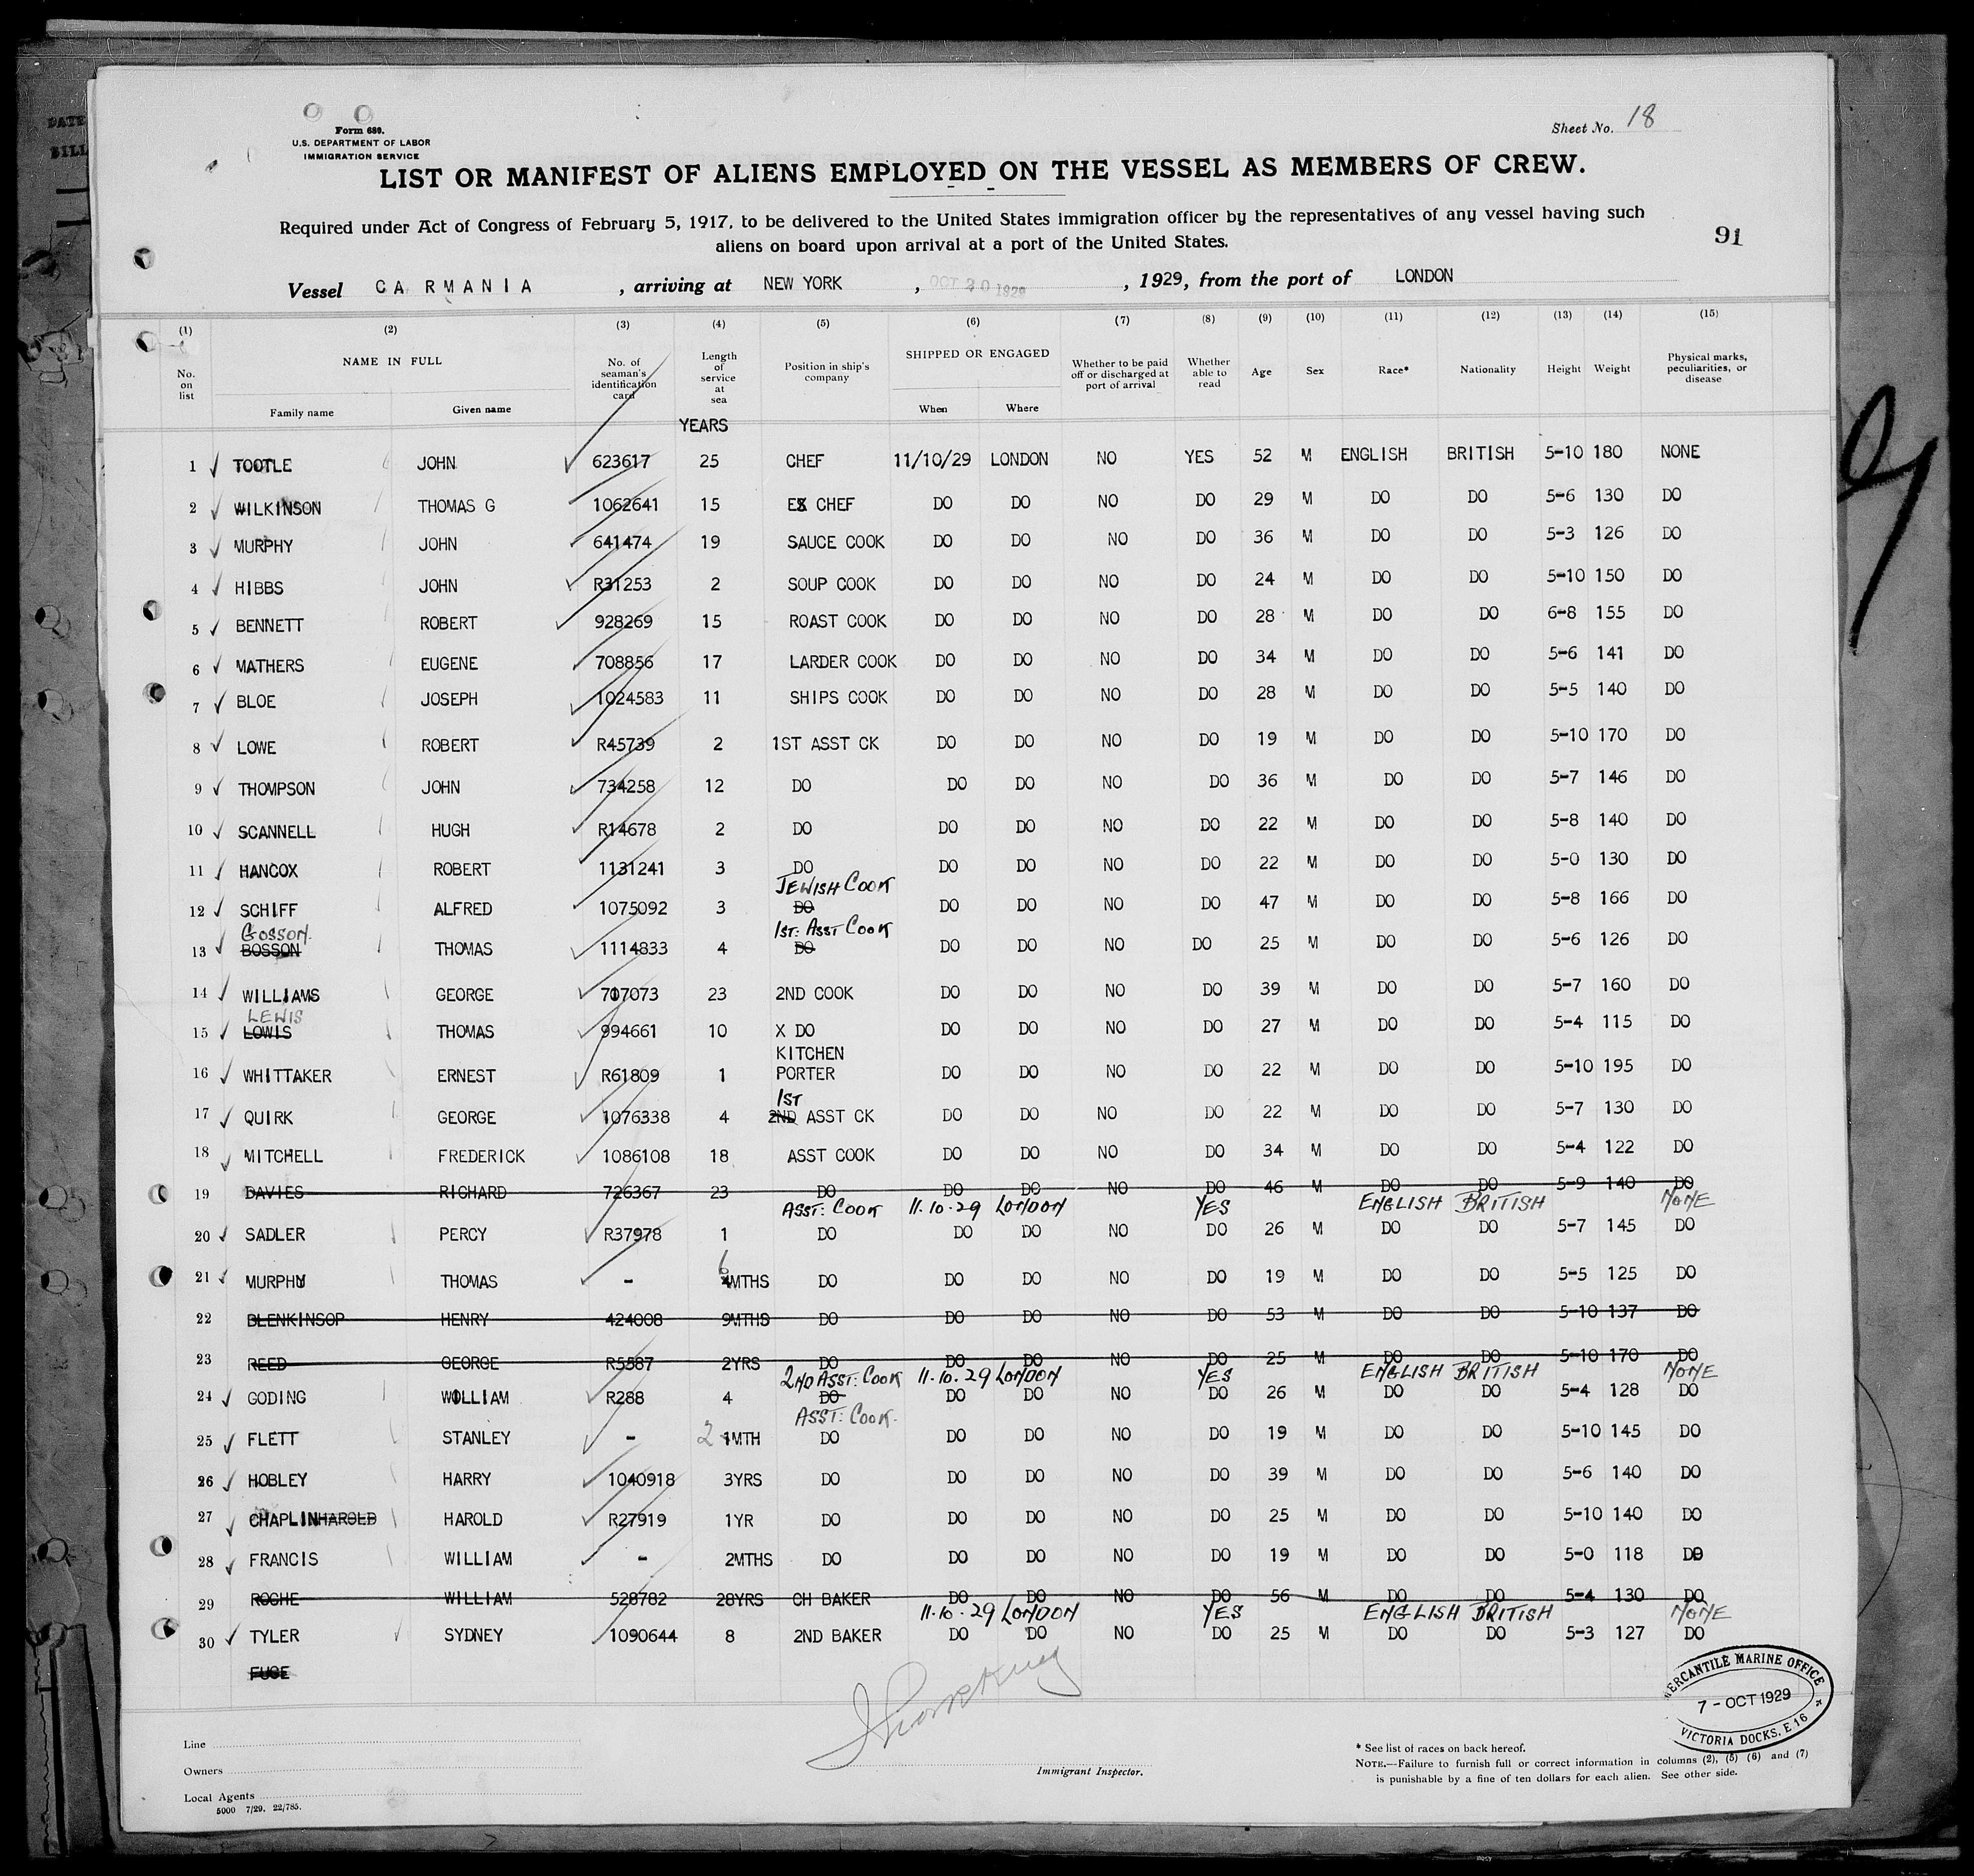 DATE
BILL
Form 680.
U.S. DEPARTMENT OF LABOR
IMMIGRATION SERVICE
Sheet No. 18
LIST OR MANIFEST OF ALIENS EMPLOYED ON THE VESSEL AS MEMBERS OF CREW.
Required under Act of Congress of February 5, 1917, to be delivered to the United States immigration officer by the representatives of any vessel having such
aliens on board upon arrival at a port of the United States.
91
Vessel CARMANIA, arriving at NEW YORK, OCT 20 1929, 1929, from the port of LONDON
(1) (2) (3) (4) (5) (6) (7) (8) (9) (10) (11) (12) (13) (14) (15)
No. on list NAME IN FULL Family name Given name No. of seaman's identification card Length of service at sea Position in ship's company SHIPPED OR ENGAGED When Where Whether to be paid off or discharged at port of arrival Whether able to read Age Sex Race* Nationality Height Weight Physical marks, peculiarities, or disease
YEARS
1 TOOTLE JOHN 623617 25 CHEF 11/10/29 LONDON NO YES 52 M ENGLISH BRITISH 5-10 180 NONE
2 WILKINSON THOMAS G 1062641 15 EX CHEF DO DO NO DO 29 M DO DO 5-6 130 DO
3 MURPHY JOHN 641474 19 SAUCE COOK DO DO NO DO 36 M DO DO 5-3 126 DO
4 HIBBS JOHN R31253 2 SOUP COOK DO DO NO DO 24 M DO DO 5-10 150 DO
5 BENNETT ROBERT 928269 15 ROAST COOK DO DO NO DO 28 M DO DO 6-8 155 DO
6 MATHERS EUGENE 708856 17 LARDER COOK DO DO NO DO 34 M DO DO 5-6 141 DO
7 BLOE JOSEPH 1024583 11 SHIPS COOK DO DO NO DO 28 M DO DO 5-5 140 DO
8 LOWE ROBERT R45739 2 1ST ASST CK DO DO NO DO 19 M DO DO 5-10 170 DO
9 THOMPSON JOHN 734258 12 DO DO DO NO DO 36 M DO DO 5-7 146 DO
10 SCANNELL HUGH R14678 2 DO DO DO NO DO 22 M DO DO 5-8 140 DO
11 HANCOX ROBERT 1131241 3 DO DO DO NO DO 22 M DO DO 5-0 130 DO
JEWISH COOK
12 SCHIFF ALFRED 1075092 3 DO DO DO NO DO 47 M DO DO 5-8 166 DO
GOSSON. 1ST: ASST COOK
13 BOSSON THOMAS 1114833 4 DO DO DO NO DO 25 M DO DO 5-6 126 DO
14 WILLIAMS GEORGE 707073 23 2ND COOK DO DO NO DO 39 M DO DO 5-7 160 DO
LEWIS
15 LOWIS THOMAS 994661 10 X DO DO DO NO DO 27 M DO DO 5-4 115 DO
KITCHEN
16 WHITTAKER ERNEST R61809 1 PORTER DO DO NO DO 22 M DO DO 5-10 195 DO
1ST
17 QUIRK GEORGE 1076338 4 2ND ASST CK DO DO NO DO 22 M DO DO 5-7 130 DO
18 MITCHELL FREDERICK 1086108 18 ASST COOK DO DO NO DO 34 M DO DO 5-4 122 DO
19 DAVIES RICHARD 726367 23 DO DO DO NO DO 46 M DO DO 5-9 140 DO
ASST: COOK 11.10.29 LONDON YES ENGLISH BRITISH NONE
20 SADLER PERCY R37978 1 DO DO DO NO DO 26 M DO DO 5-7 145 DO
6
21 MURPHY THOMAS - 4MTHS DO DO DO NO DO 19 M DO DO 5-5 125 DO
22 BLENKINSOP HENRY 424008 9MTHS DO DO DO NO DO 53 M DO DO 5-10 137 DO
23 REED GEORGE R5587 2YRS DO DO DO NO DO 25 M DO DO 5-10 170 DO
2ND ASST: COOK 11.10.29 LONDON YES ENGLISH BRITISH NONE
24 GODING WILLIAM R288 4 DO DO DO NO DO 26 M DO DO 5-4 128 DO
ASST: COOK.
25 FLETT STANLEY - 2 1MTH DO DO DO NO DO 19 M DO DO 5-10 145 DO
26 HOBLEY HARRY 1040918 3YRS DO DO DO NO DO 39 M DO DO 5-6 140 DO
27 CHAPLIN HAROLD HAROLD R27919 1YR DO DO DO NO DO 25 M DO DO 5-10 140 DO
28 FRANCIS WILLIAM - 2MTHS DO DO DO NO DO 19 M DO DO 5-0 118 DO
29 ROCHE WILLIAM 528782 28YRS CH BAKER DO DO NO DO 56 M DO DO 5-4 130 DO
11.10.29 LONDON YES ENGLISH BRITISH NONE
30 TYLER SYDNEY 1090644 8 2ND BAKER DO DO NO DO 25 M DO DO 5-3 127 DO
FUGE
MERCANTILE MARINE OFFICE
7-OCT 1929
VICTORIA DOCKS, E 16
Line
Owners
Local Agents
5000 7/29. 22/785.
Immigrant Inspector.
* See list of races on back hereof.
NOTE.—Failure to furnish full or correct information in columns (2), (5) (6) and (7)
is punishable by a fine of ten dollars for each alien. See other side.